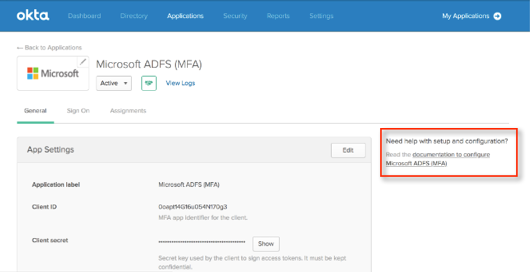 okta Dashboard Directory Applications Security Reports Settings My Applications
← Back to Applications
Microsoft
Microsoft ADFS (MFA)
Active View Logs
General Sign On Assignments
App Settings Edit
Application label Microsoft ADFS (MFA)
Client ID
MFA app identifier for the client.
Client secret •••••••••••••••••••••••••••••••••••• Show
Secret key used by the client to sign access tokens. It must be kept
confidential.
Need help with setup and configuration?
Read the documentation to configure
Microsoft ADFS (MFA)